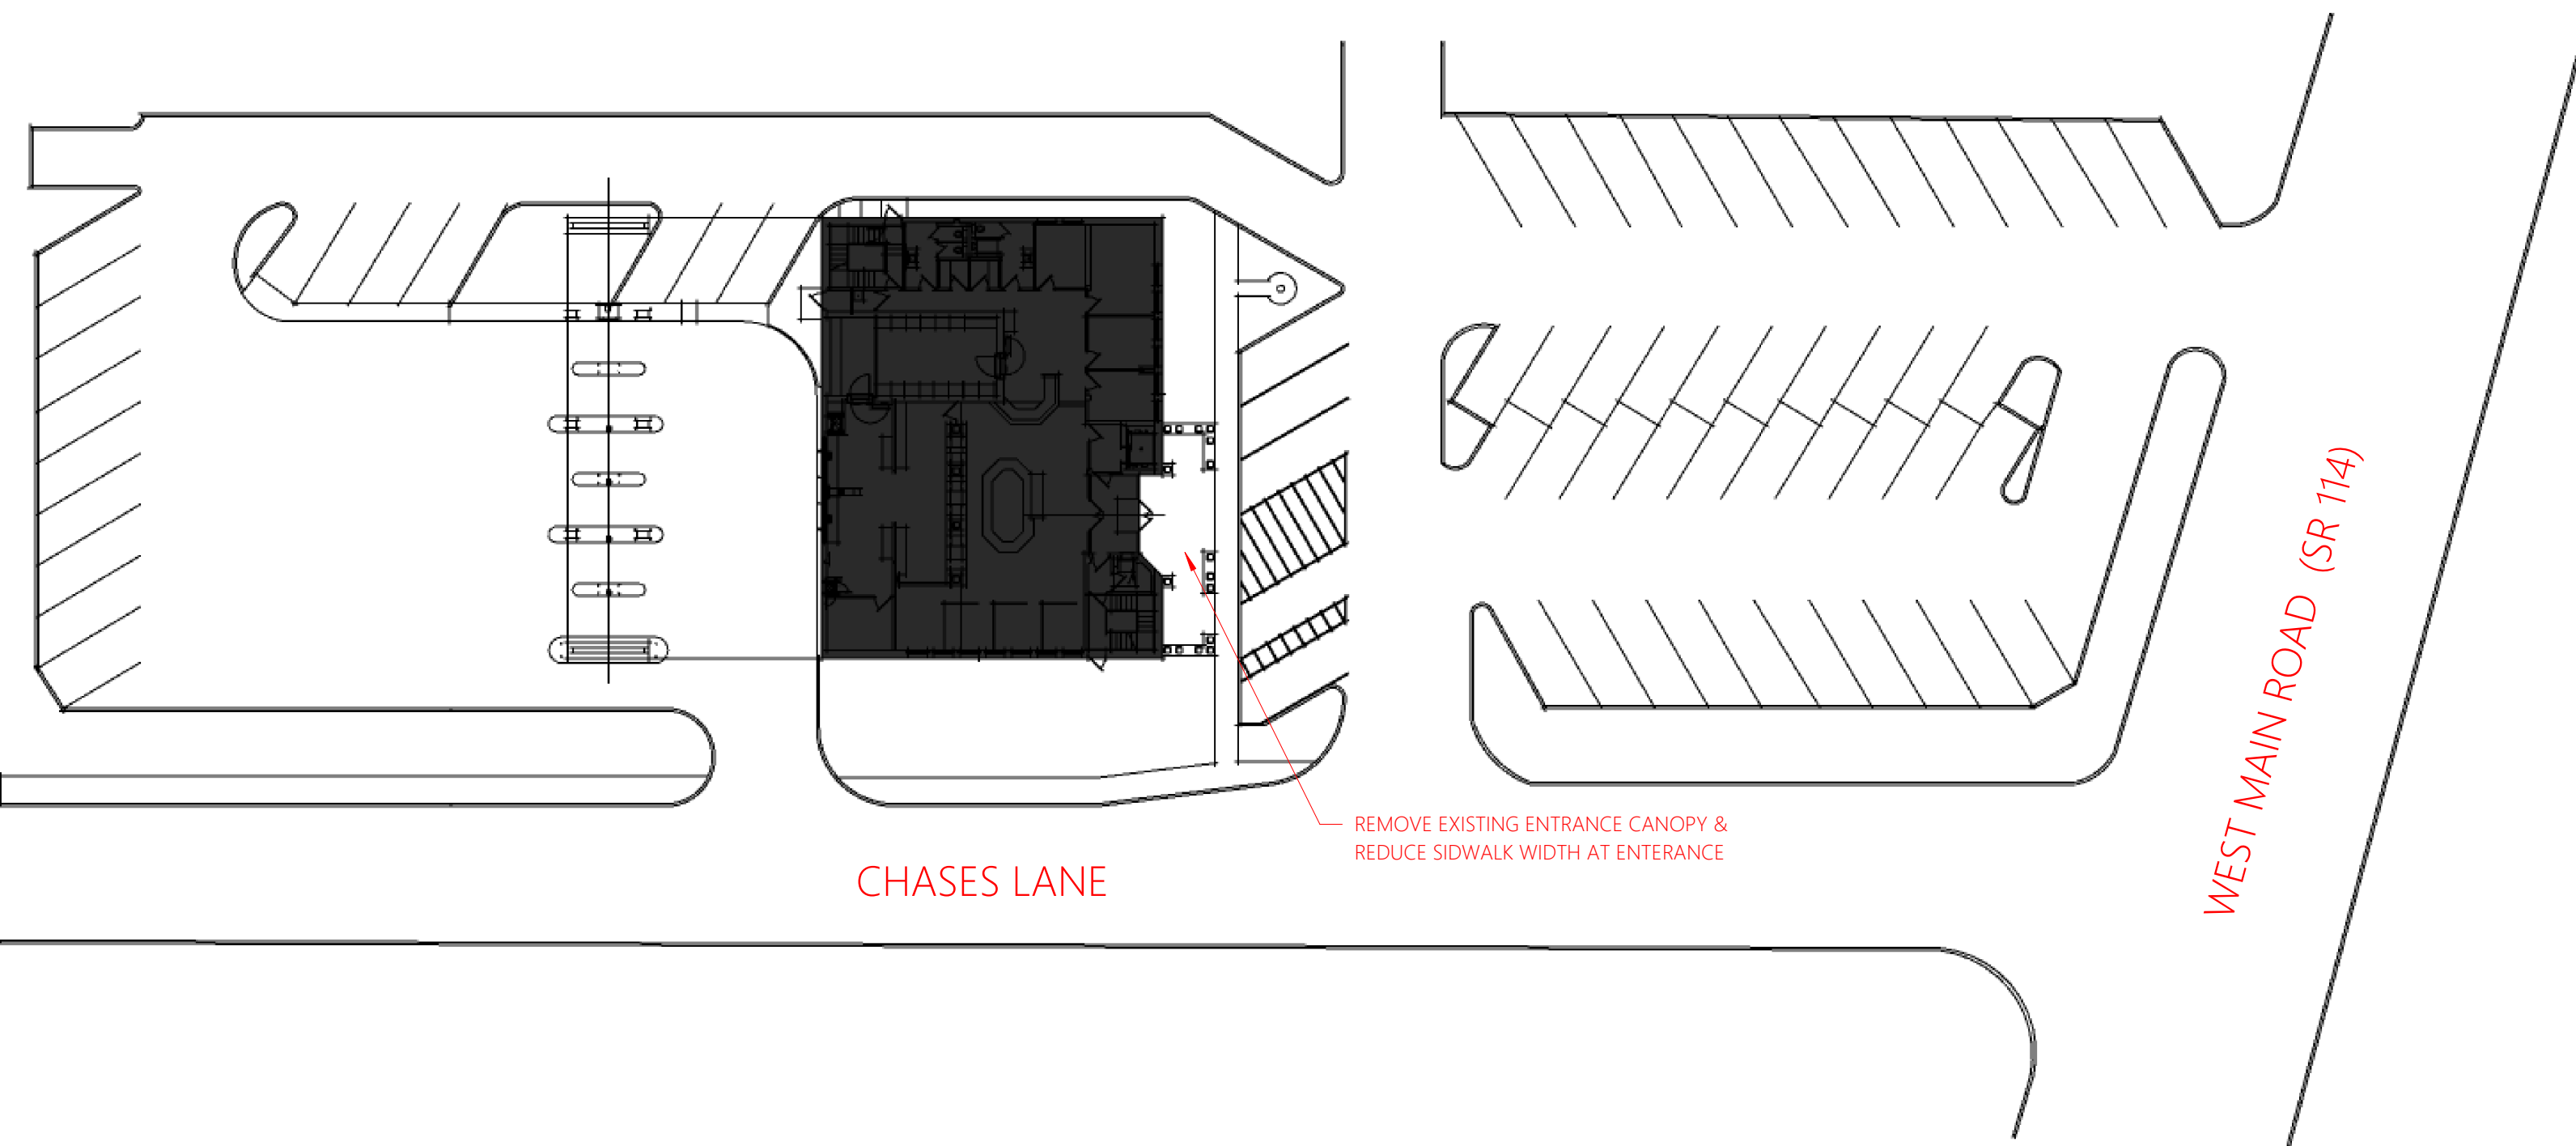 WEST MAIN ROAD (SR 114)
REMOVE EXISTING ENTRANCE CANOPY &
REDUCE SIDWALK WIDTH AT ENTERANCE
CHASES LANE